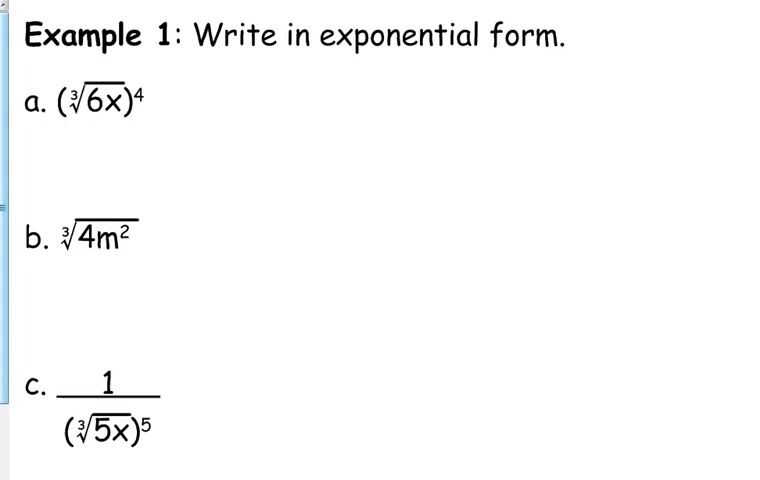 Example 1: Write in exponential form.
a. (∛6x)⁴
b. ∛4m²
c. 1
(∛5x)⁵